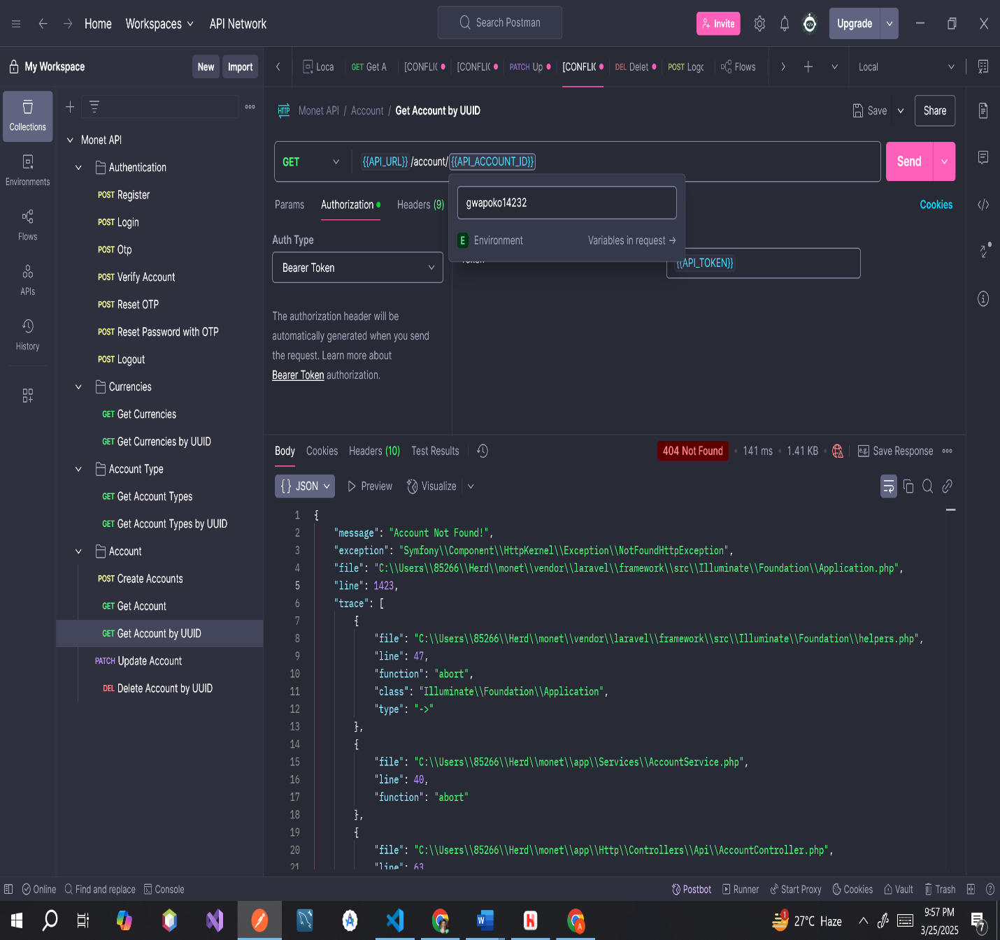 Home Workspaces API Network
Search Postman
Invite
Upgrade
My Workspace
New Import
Loca
GET Get A
[CONFLIC
[CONFLIC
PATCH Up
[CONFLIC
DEL Delet
POST Logc
Flows
Local
Collections
Environments
Flows
APIs
History
Monet API
Authentication
POST Register
POST Login
POST Otp
POST Verify Account
POST Reset OTP
POST Reset Password with OTP
POST Logout
Currencies
GET Get Currencies
GET Get Currencies by UUID
Account Type
GET Get Account Types
GET Get Account Types by UUID
Account
POST Create Accounts
GET Get Account
GET Get Account by UUID
PATCH Update Account
DEL Delete Account by UUID
HTTP Monet API / Account / Get Account by UUID
Save Share
GET {{API_URL}} /account/ {{API_ACCOUNT_ID}}
Send
gwapoko14232
E Environment Variables in request →
Params Authorization Headers (9)
Cookies
Auth Type
Bearer Token
{{API_TOKEN}}
The authorization header will be
automatically generated when you send
the request. Learn more about
Bearer Token authorization.
Body Cookies Headers (10) Test Results
404 Not Found • 141 ms • 1.41 KB
e.g. Save Response
{} JSON Preview Visualize
1 {
2 "message": "Account Not Found!",
3 "exception": "Symfony\\Component\\HttpKernel\\Exception\\NotFoundHttpException",
4 "file": "C:\\Users\\85266\\Herd\\monet\\vendor\\laravel\\framework\\src\\Illuminate\\Foundation\\Application.php",
5 "line": 1423,
6 "trace": [
7 {
8 "file": "C:\\Users\\85266\\Herd\\monet\\vendor\\laravel\\framework\\src\\Illuminate\\Foundation\\helpers.php",
9 "line": 47,
10 "function": "abort",
11 "class": "Illuminate\\Foundation\\Application",
12 "type": "->"
13 },
14 {
15 "file": "C:\\Users\\85266\\Herd\\monet\\app\\Services\\AccountService.php",
16 "line": 40,
17 "function": "abort"
18 },
19 {
20 "file": "C:\\Users\\85266\\Herd\\monet\\app\\Http\\Controllers\\Api\\AccountController.php",
21 "line": 63
Online Find and replace Console
Postbot Runner Start Proxy Cookies Vault Trash
1 27°C Haze
9:57 PM
3/25/2025
7